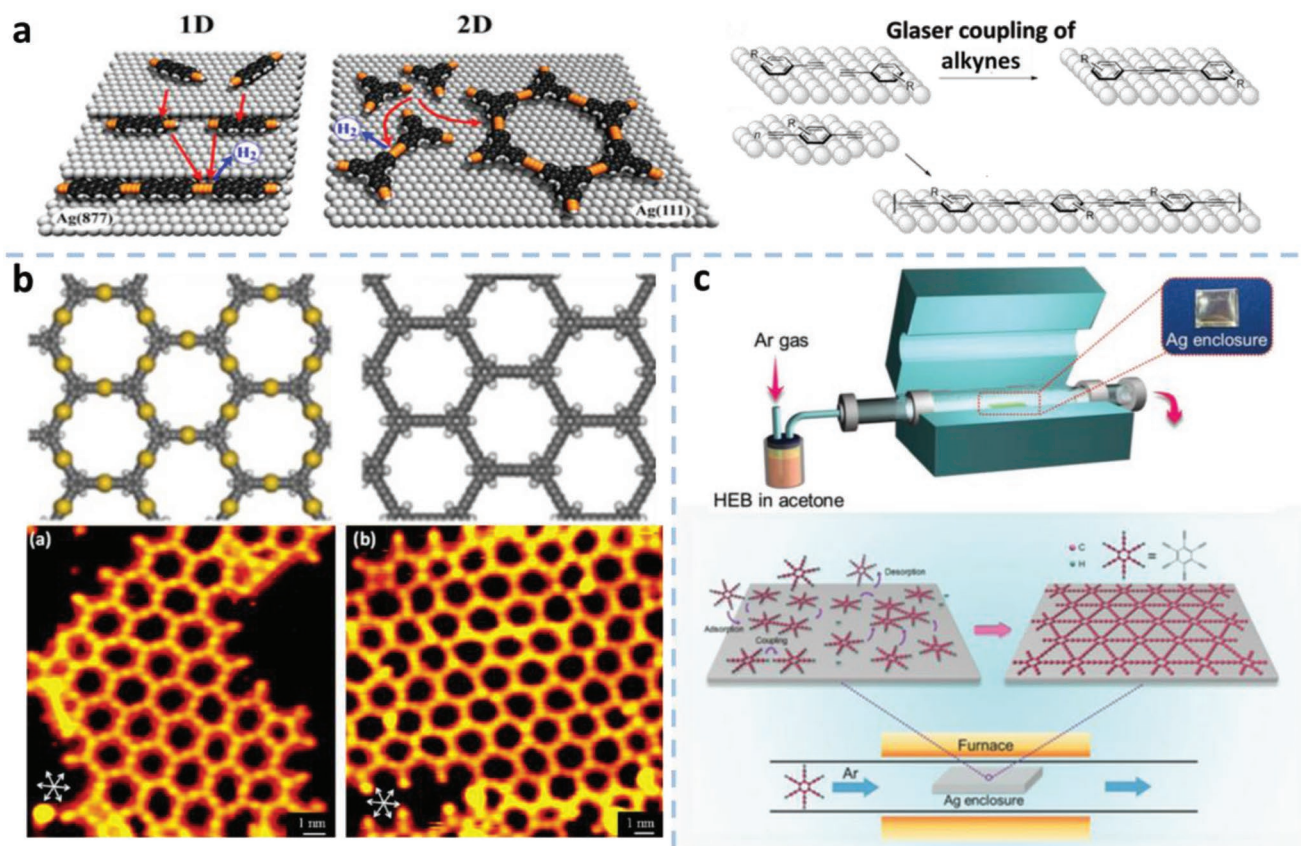 a
1D
2D
H₂
H₂
Ag(877)
Ag(111)
Glaser coupling of
alkynes
R
R
R
R
n
R
R
R
R
b
(a)
1 nm
(b)
1 nm
c
Ar gas
Ag enclosure
HEB in acetone
C
H
=
Desorption
Adsorption
Coupling
Furnace
Ar
Ag enclosure